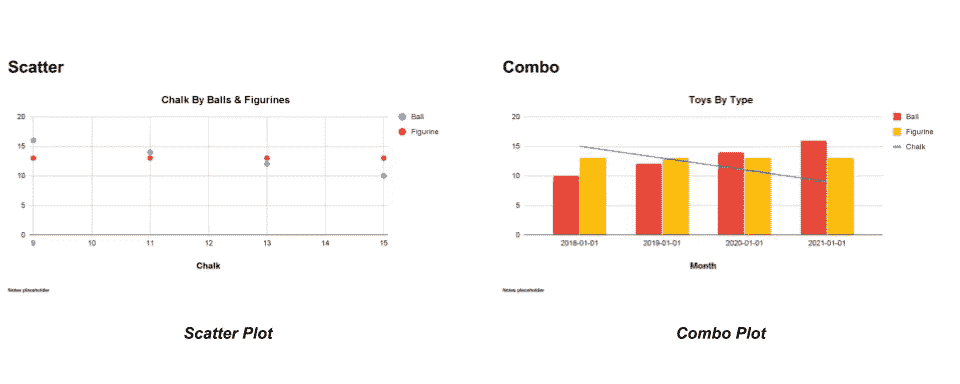 Scatter
Chalk By Balls & Figurines
20
15
10
5
0
9
10
11
12
13
14
15
Chalk
Ball
Figurine
Notes placeholder
Scatter Plot
Combo
Toys By Type
20
15
10
5
0
2018-01-01
2019-01-01
2020-01-01
2021-01-01
Month
Ball
Figurine
Chalk
Notes placeholder
Combo Plot